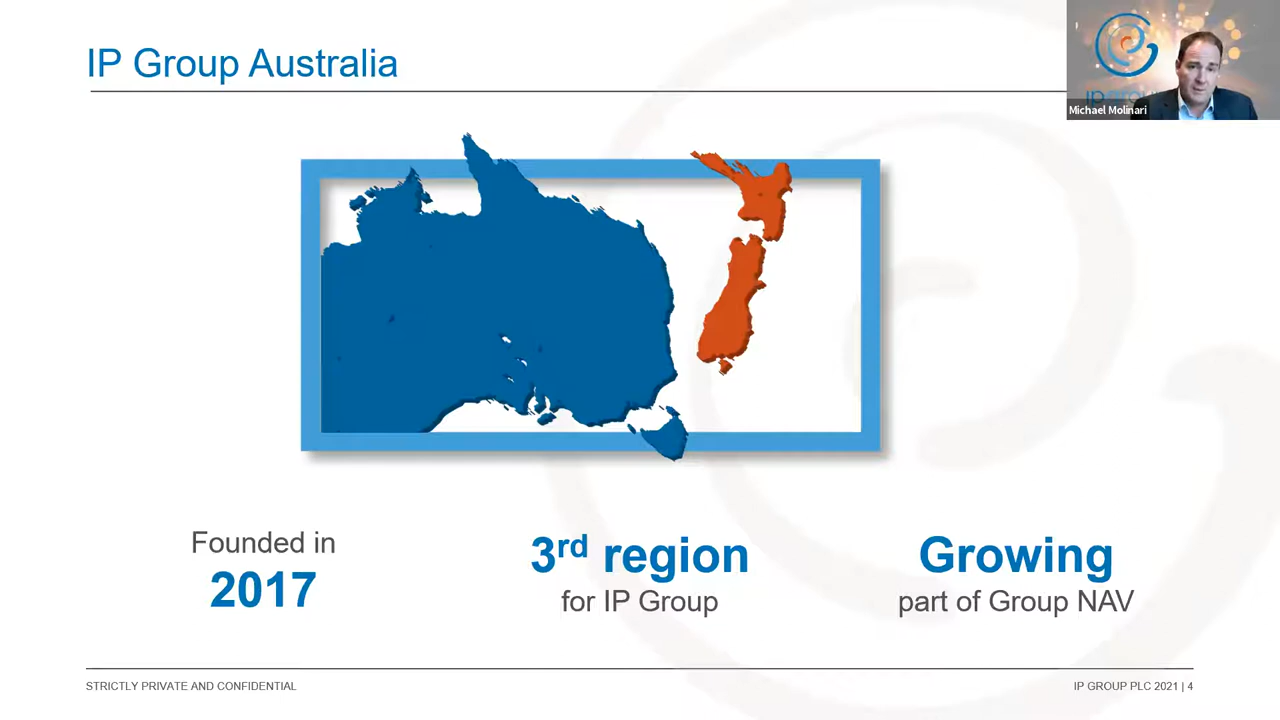 IP Group Australia
Michael Molinari
Founded in
2017
3rd region
for IP Group
Growing
part of Group NAV
STRICTLY PRIVATE AND CONFIDENTIAL
IP GROUP PLC 2021 | 4